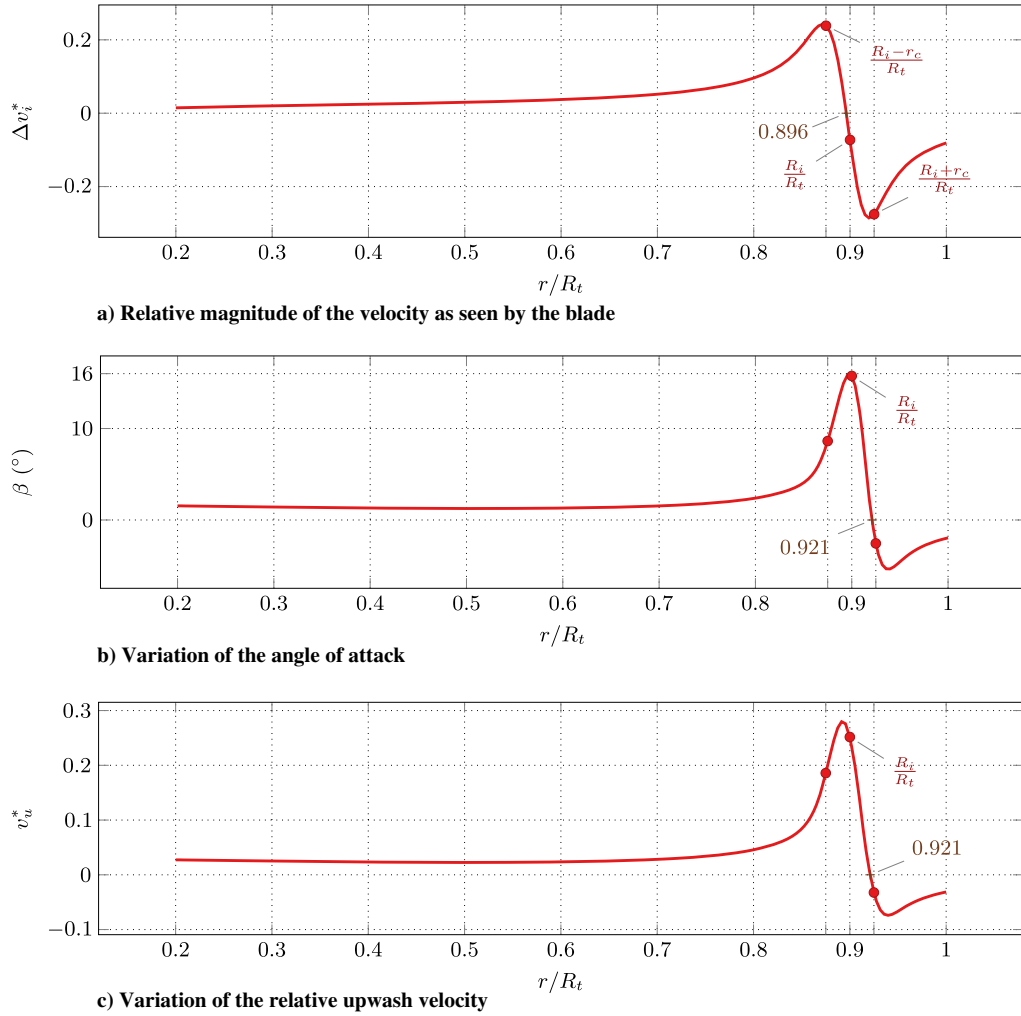 0.2
0
−0.2
Δv_i^*
R_i−r_c
R_t
0.896
R_i
R_t
R_i+r_c
R_t
0.2 0.3 0.4 0.5 0.6 0.7 0.8 0.9 1
r/R_t
a) Relative magnitude of the velocity as seen by the blade
16
10
0
β (°)
R_i
R_t
0.921
0.2 0.3 0.4 0.5 0.6 0.7 0.8 0.9 1
r/R_t
b) Variation of the angle of attack
0.3
0.2
0.1
0
−0.1
v_u^*
R_i
R_t
0.921
0.2 0.3 0.4 0.5 0.6 0.7 0.8 0.9 1
r/R_t
c) Variation of the relative upwash velocity